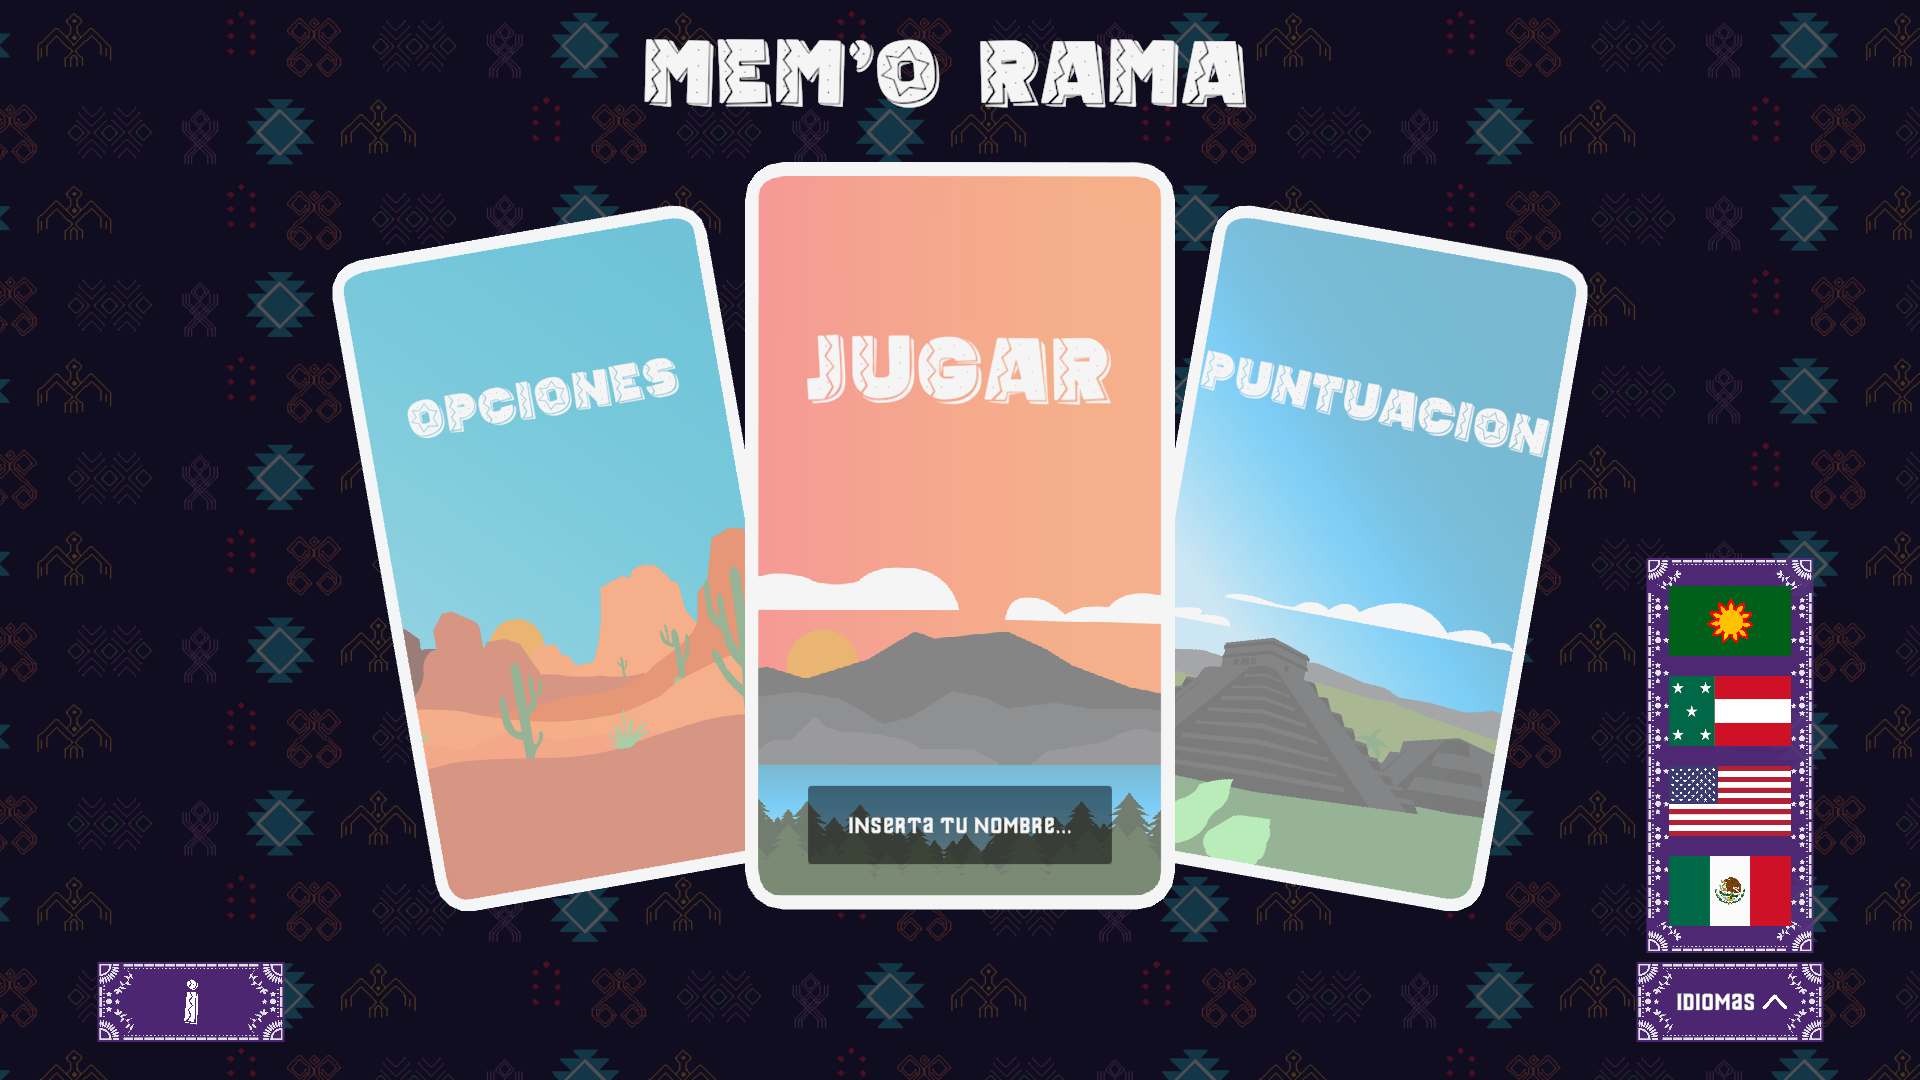 MEM'O RAMA
OPCIONES
JUGAR
PUNTUACION
INSERTA TU NOMBRE...
i
IDIOMAS